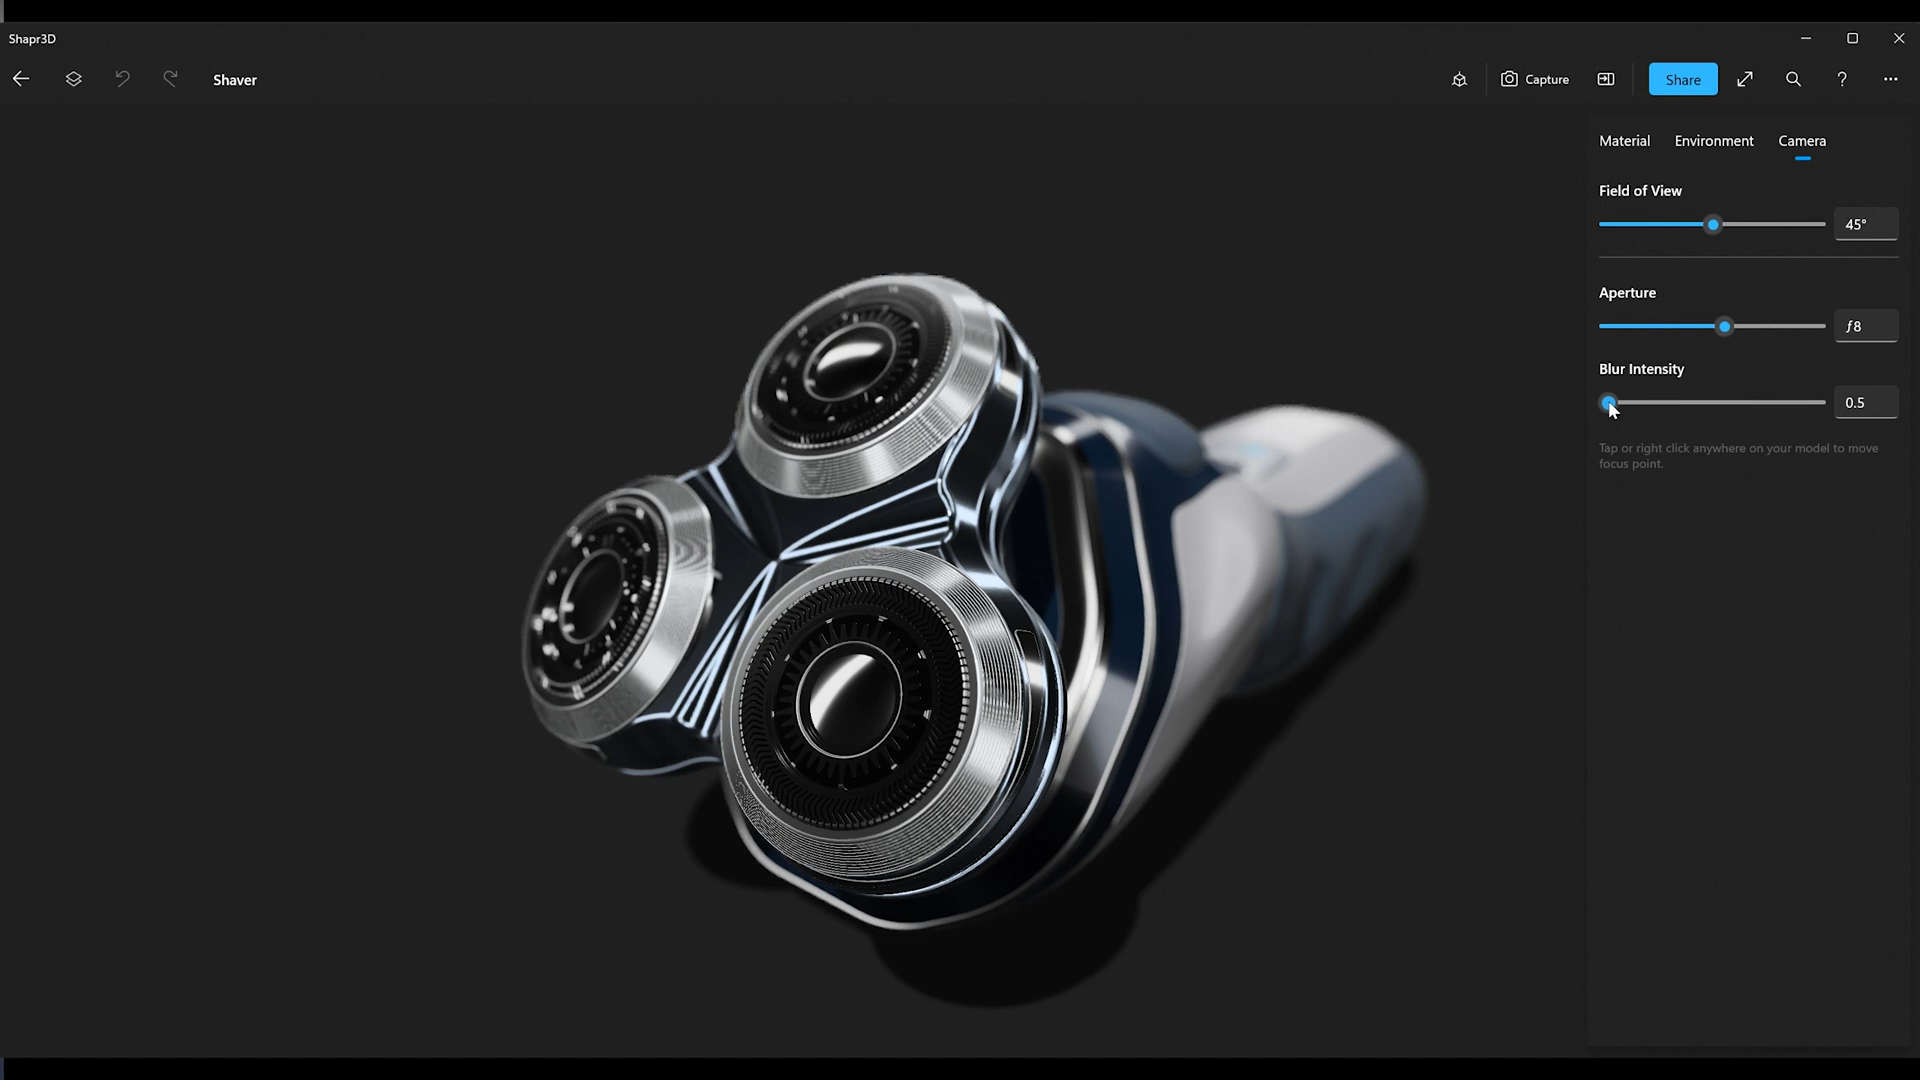 Shapr3D
Shaver
Capture
Share
?
Material Environment Camera
Field of View
45°
Aperture
ƒ8
Blur Intensity
0.5
Tap or right click anywhere on your model to move
focus point.